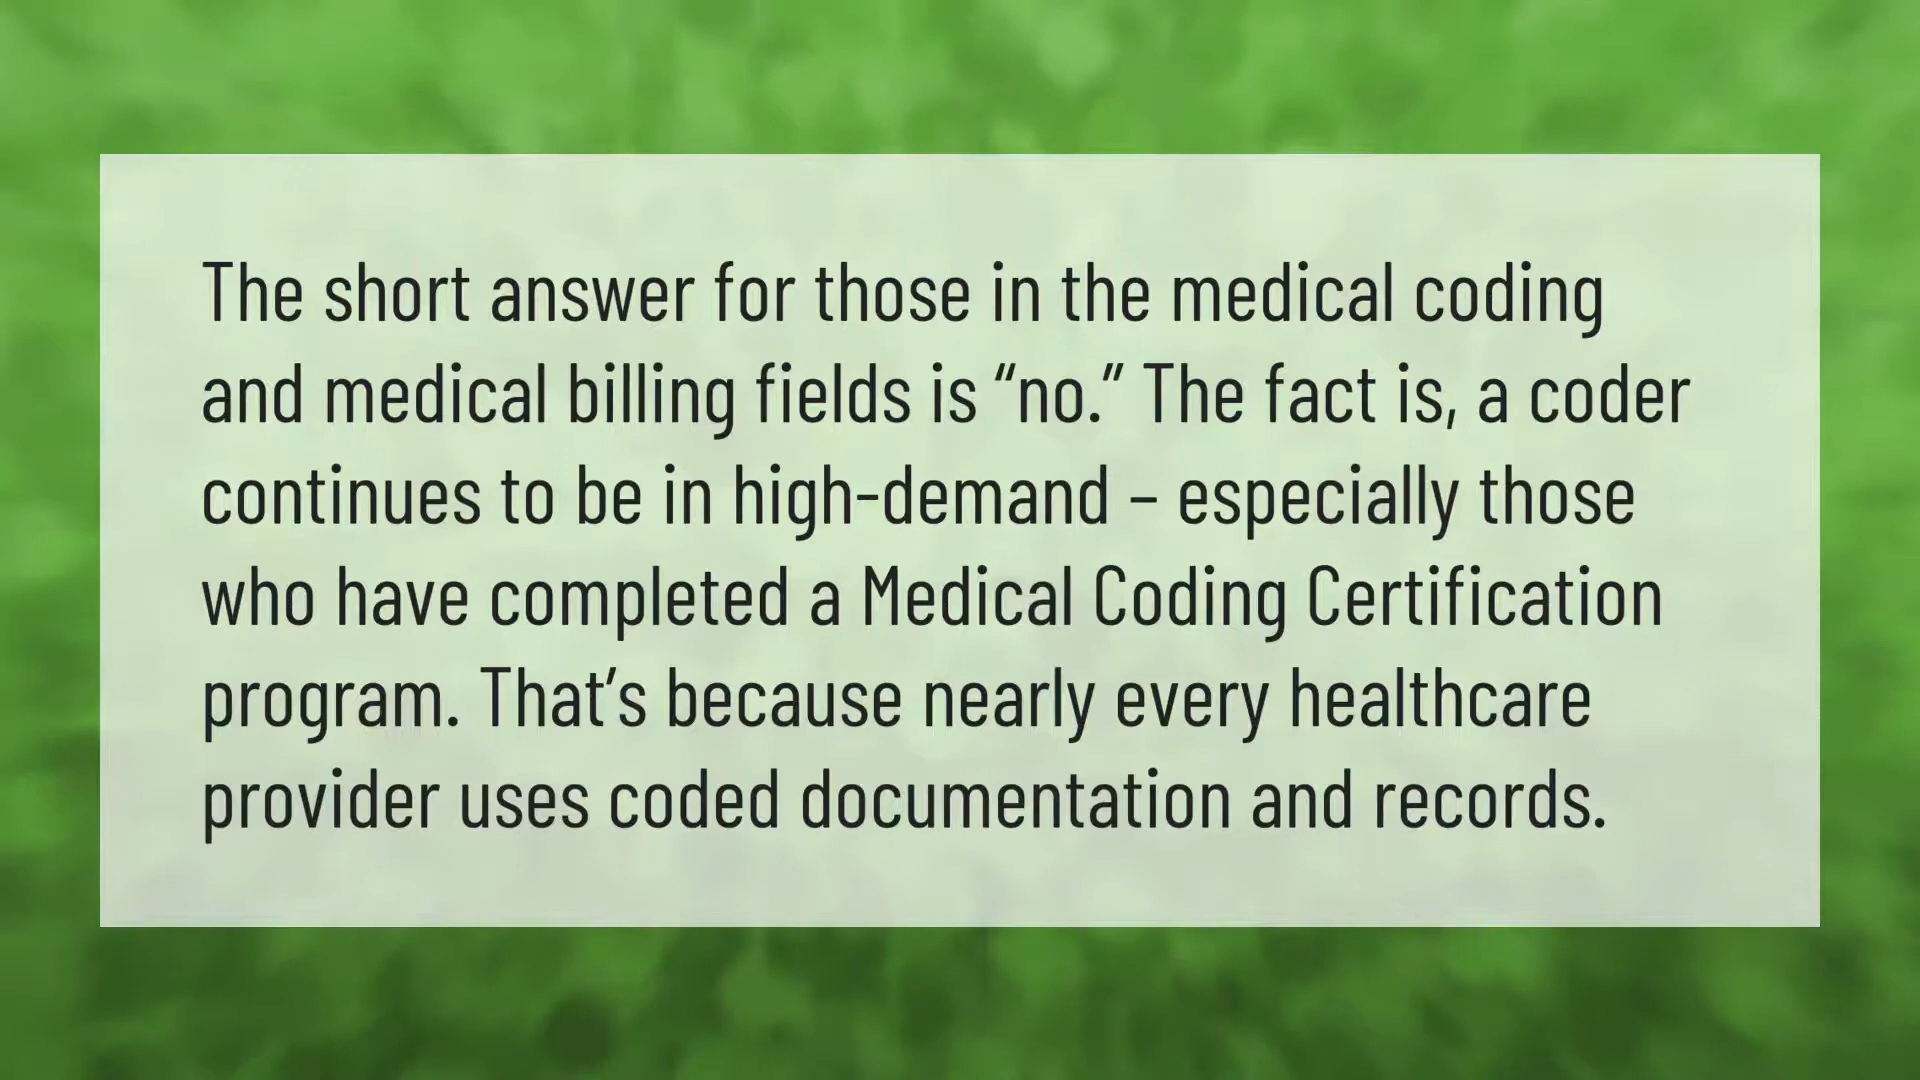 The short answer for those in the medical coding
and medical billing fields is “no.” The fact is, a coder
continues to be in high-demand – especially those
who have completed a Medical Coding Certification
program. That’s because nearly every healthcare
provider uses coded documentation and records.